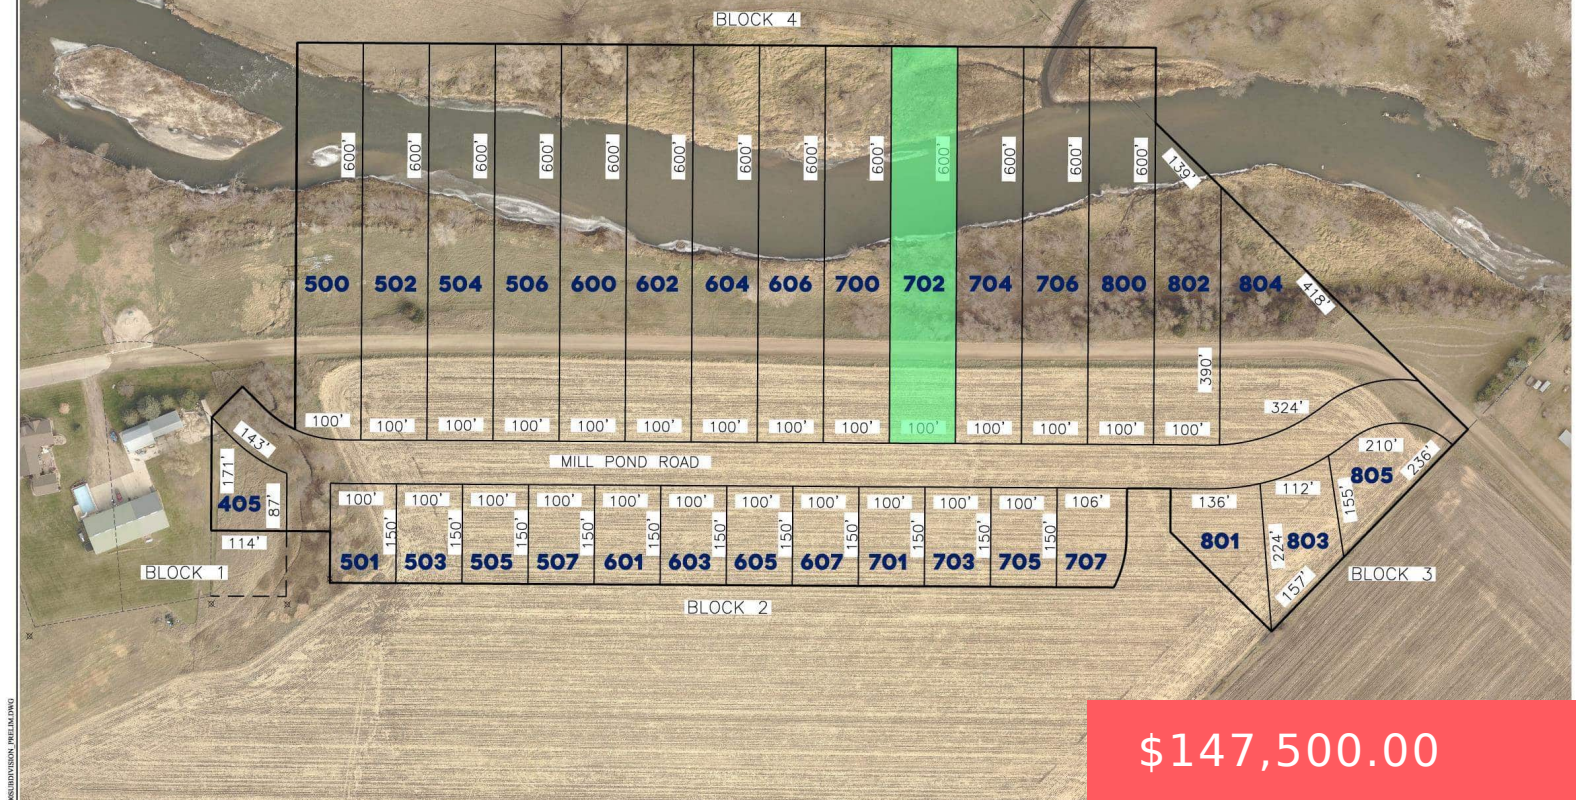 BLOCK 4
600' 600' 600' 600' 600' 600' 600' 600' 600' 600' 600' 600' 600' 139'
500 502 504 506 600 602 604 606 700 702 704 706 800 802 804 418'
390'
324'
100' 100' 100' 100' 100' 100' 100' 100' 100' 100' 100' 100' 100' 100'
MILL POND ROAD
143'
171'
405
87'
114'
BLOCK 1
100' 100' 100' 100' 100' 100' 100' 100' 100' 100' 100' 106'
150' 150' 150' 150' 150' 150' 150' 150' 150' 150' 150'
501 503 505 507 601 603 605 607 701 703 705 707
BLOCK 2
210'
236'
805
136'
112'
155'
801
224'
803
157'
BLOCK 3
$147,500.00
SUBDIVISION_PRELIM.DWG